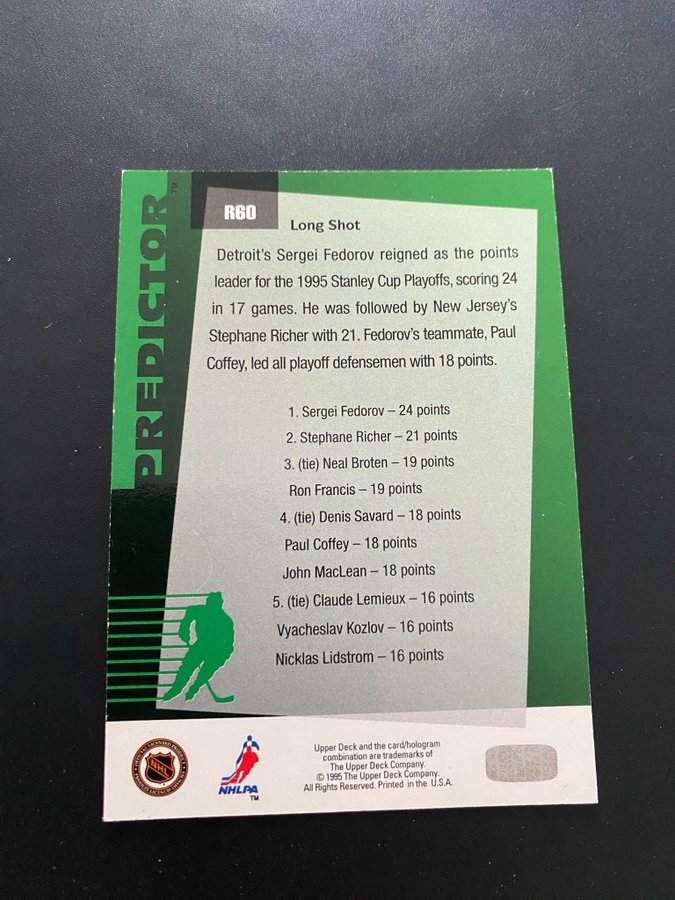 PREDICTOR™
R60
Long Shot
Detroit's Sergei Fedorov reigned as the points
leader for the 1995 Stanley Cup Playoffs, scoring 24
in 17 games. He was followed by New Jersey's
Stephane Richer with 21. Fedorov's teammate, Paul
Coffey, led all playoff defensemen with 18 points.
1. Sergei Fedorov – 24 points
2. Stephane Richer – 21 points
3. (tie) Neal Broten – 19 points
Ron Francis – 19 points
4. (tie) Denis Savard – 18 points
Paul Coffey – 18 points
John MacLean – 18 points
5. (tie) Claude Lemieux – 16 points
Vyacheslav Kozlov – 16 points
Nicklas Lidstrom – 16 points
NHL
NHLPA
™
Upper Deck and the card/hologram
combination are trademarks of
The Upper Deck Company.
© 1995 The Upper Deck Company.
All Rights Reserved. Printed in the U.S.A.